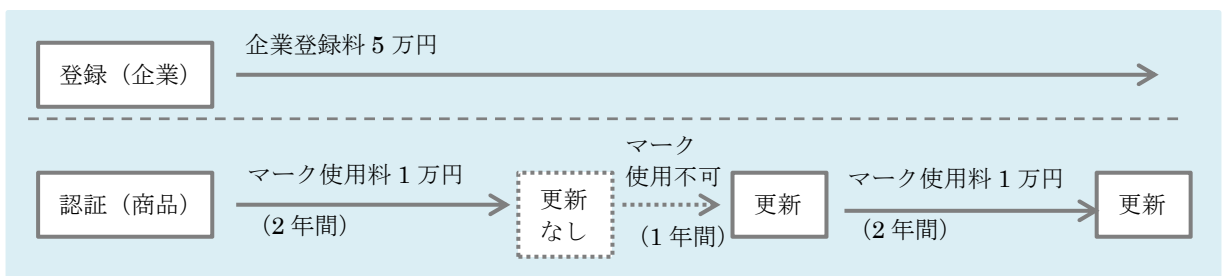 企業登録料 5 万円
登録（企業）
マーク
マーク使用料 1 万円
使用不可
マーク使用料 1 万円
認証（商品）
更新
なし
更新
更新
（2 年間）
（1 年間）
（2 年間）